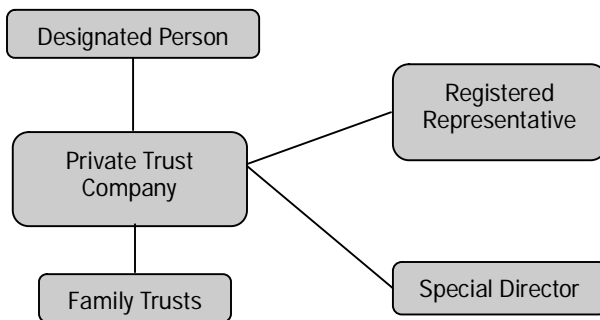 Designated Person
Registered
Representative
Private Trust
Company
Family Trusts
Special Director